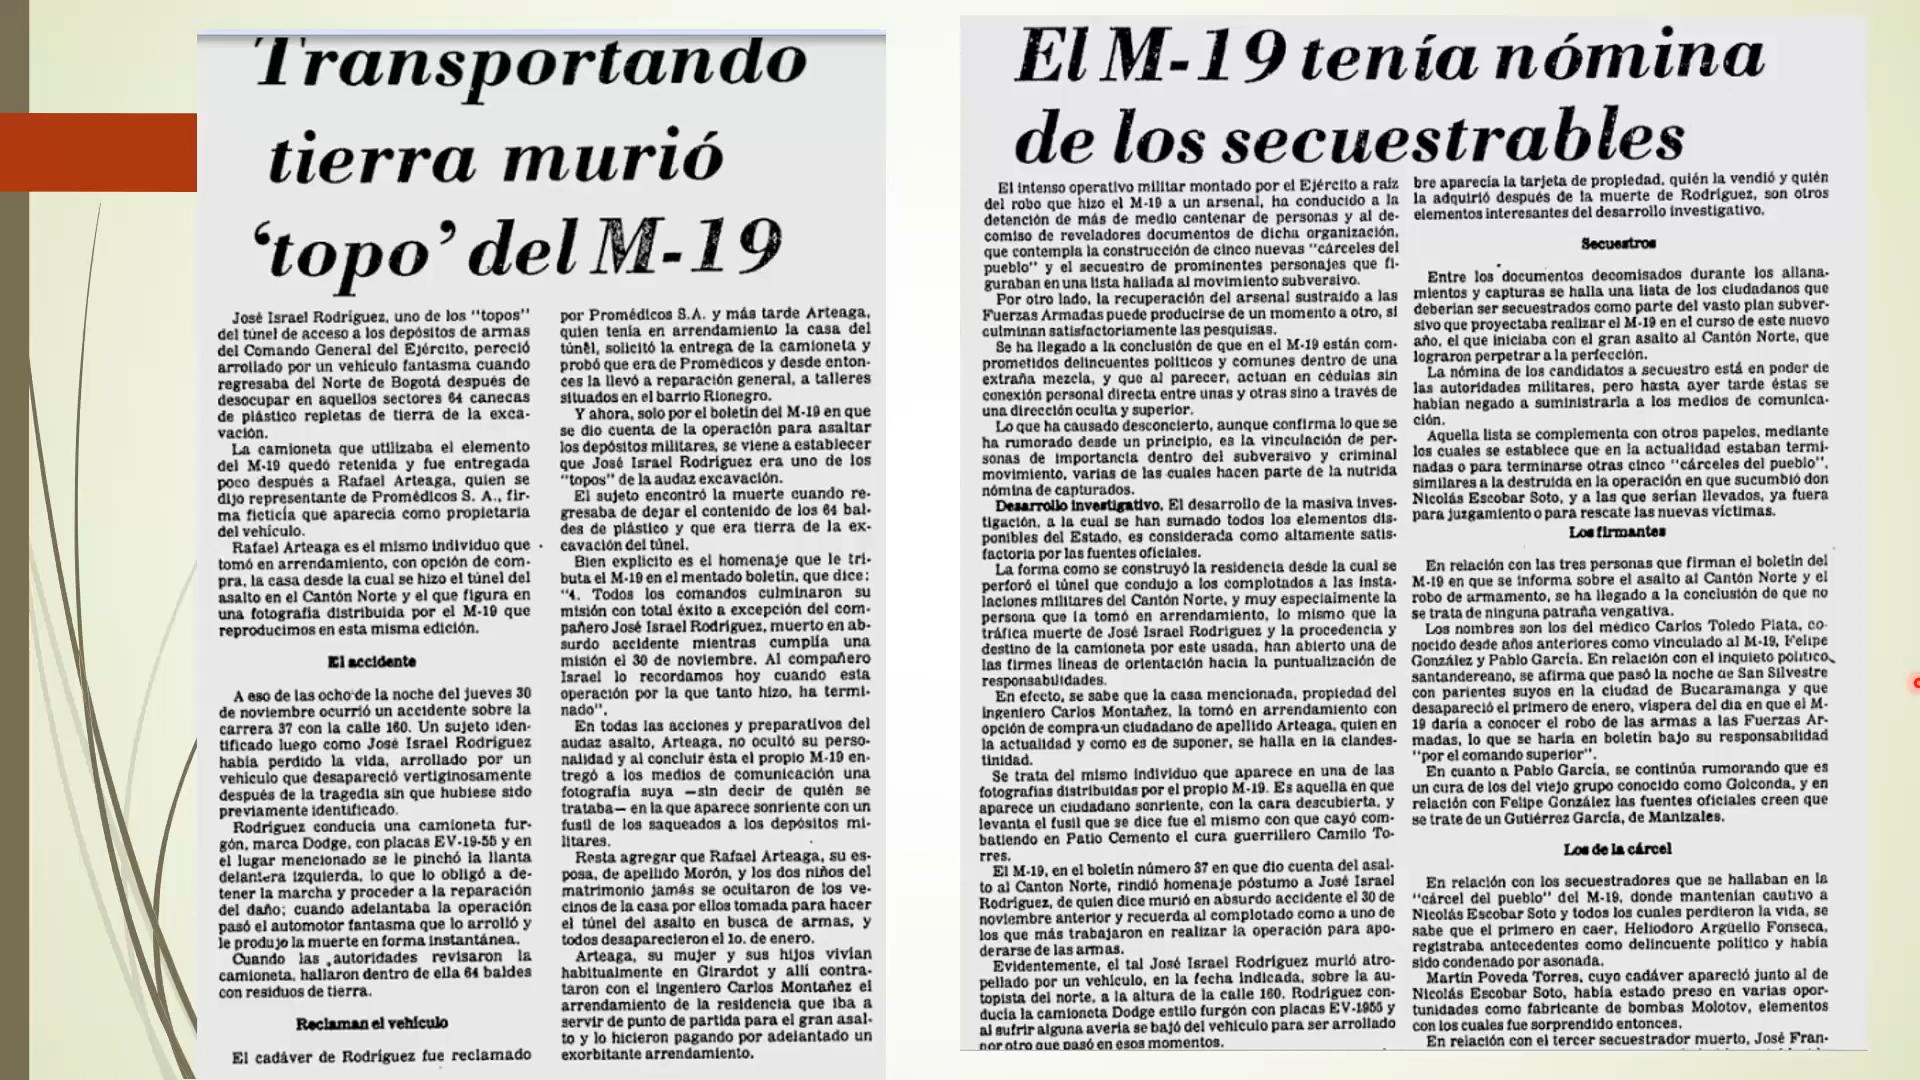 Transportando
tierra murió
‘topo’ del M-19
José Israel Rodríguez, uno de los "topos"
del túnel de acceso a los depósitos de armas
del Comando General del Ejército, pereció
arrollado por un vehículo fantasma cuando
regresaba del Norte de Bogotá después de
desocupar en aquellos sectores 64 canecas
de plástico repletas de tierra de la exca-
vación.
La camioneta que utilizaba el elemento
del M-19 quedó retenida y fue entregada
poco después a Rafael Arteaga, quien se
dijo representante de Promédicos S. A., fir-
ma ficticia que aparecía como propietaria
del vehículo.
Rafael Arteaga es el mismo individuo que
tomó en arrendamiento, con opción de com-
pra, la casa desde la cual se hizo el túnel del
asalto en el Cantón Norte y el que figura en
una fotografía distribuida por el M-19 que
reproducimos en esta misma edición.
El accidente
A eso de las ocho de la noche del jueves 30
de noviembre ocurrió un accidente sobre la
carrera 37 con la calle 160. Un sujeto iden-
tificado luego como José Israel Rodríguez
había perdido la vida, arrollado por un
vehículo que desapareció vertiginosamente
después de la tragedia sin que hubiese sido
previamente identificado.
Rodríguez conducía una camioneta fur-
gón, marca Dodge, con placas EV-19-55 y en
el lugar mencionado se le pinchó la llanta
delantera izquierda, lo que lo obligó a de-
tener la marcha y proceder a la reparación
del daño; cuando adelantaba la operación
pasó el automotor fantasma que lo arrolló y
le produjo la muerte en forma instantánea.
Cuando las autoridades revisaron la
camioneta, hallaron dentro de ella 64 baldes
con residuos de tierra.
Reclaman el vehículo
El cadáver de Rodríguez fue reclamado
por Promédicos S.A. y más tarde Arteaga,
quien tenía en arrendamiento la casa del
túnel, solicitó la entrega de la camioneta y
probó que era de Promédicos y desde enton-
ces la llevó a reparación general, a talleres
situados en el barrio Rionegro.
Y ahora, solo por el boletín del M-19 en que
se dio cuenta de la operación para asaltar
los depósitos militares, se viene a establecer
que José Israel Rodríguez era uno de los
"topos" de la audaz excavación.
El sujeto encontró la muerte cuando re-
gresaba de dejar el contenido de los 64 bal-
des de plástico y que era tierra de la ex-
cavación del túnel.
Bien explícito es el homenaje que le tri-
buta el M-19 en el mentado boletín, que dice:
"4. Todos los comandos culminaron su
misión con total éxito a excepción del com-
pañero José Israel Rodríguez, muerto en ab-
surdo accidente mientras cumplía una
misión el 30 de noviembre. Al compañero
Israel lo recordamos hoy cuando esta
operación por la que tanto hizo, ha termi-
nado".
En todas las acciones y preparativos del
audaz asalto, Arteaga, no ocultó su perso-
nalidad y al concluir ésta el propio M-19 en-
tregó a los medios de comunicación una
fotografía suya —sin decir de quién se
trataba— en la que aparece sonriente con un
fusil de los saqueados a los depósitos mi-
litares.
Resta agregar que Rafael Arteaga, su es-
posa, de apellido Morón, y los dos niños del
matrimonio jamás se ocultaron de los ve-
cinos de la casa por ellos tomada para hacer
el túnel del asalto en busca de armas, y
todos desaparecieron el 1o. de enero.
Arteaga, su mujer y sus hijos vivían
habitualmente en Girardot y allí contra-
taron con el ingeniero Carlos Montañez el
arrendamiento de la residencia que iba a
servir de punto de partida para el gran asal-
to y lo hicieron pagando por adelantado un
exorbitante arrendamiento.
El M-19 tenía nómina
de los secuestrables
El intenso operativo militar montado por el Ejército a raíz
del robo que hizo el M-19 a un arsenal, ha conducido a la
detención de más de medio centenar de personas y al de-
comiso de reveladores documentos de dicha organización,
que contempla la construcción de cinco nuevas "cárceles del
pueblo" y el secuestro de prominentes personajes que fi-
guraban en una lista hallada al movimiento subversivo.
Por otro lado, la recuperación del arsenal sustraído a las
Fuerzas Armadas puede producirse de un momento a otro, si
culminan satisfactoriamente las pesquisas.
Se ha llegado a la conclusión de que en el M-19 están com-
prometidos delincuentes políticos y comunes dentro de una
extraña mezcla, y que al parecer, actúan en cédulas sin
conexión personal directa entre unas y otras sino a través de
una dirección oculta y superior.
Lo que ha causado desconcierto, aunque confirma lo que se
ha rumorado desde un principio, es la vinculación de per-
sonas de importancia dentro del subversivo y criminal
movimiento, varias de las cuales hacen parte de la nutrida
nómina de capturados.
Desarrollo investigativo. El desarrollo de la masiva inves-
tigación, a la cual se han sumado todos los elementos dis-
ponibles del Estado, es considerada como altamente satis-
factoria por las fuentes oficiales.
La forma como se construyó la residencia desde la cual se
perforó el túnel que condujo a los complotados a las insta-
laciones militares del Cantón Norte, y muy especialmente la
persona que la tomó en arrendamiento, lo mismo que la
tráfica muerte de José Israel Rodríguez y la procedencia y
destino de la camioneta por este usada, han abierto una de
las firmes líneas de orientación hacia la puntualización de
responsabilidades.
En efecto, se sabe que la casa mencionada, propiedad del
ingeniero Carlos Montañez, la tomó en arrendamiento con
opción de compra un ciudadano de apellido Arteaga, quien en
la actualidad y como es de suponer, se halla en la clandes-
tinidad.
Se trata del mismo individuo que aparece en una de las
fotografías distribuidas por el propio M-19. Es aquella en que
aparece un ciudadano sonriente, con la cara descubierta, y
levanta el fusil que se dice fue el mismo con que cayó com-
batiendo en Patio Cemento el cura guerrillero Camilo To-
rres.
El M-19, en el boletín número 37 en que dio cuenta del asal-
to al Canton Norte, rindió homenaje póstumo a José Israel
Rodríguez, de quien dice murió en absurdo accidente el 30 de
noviembre anterior y recuerda al complotado como a uno de
los que más trabajaron en realizar la operación para apo-
derarse de las armas.
Evidentemente, el tal José Israel Rodríguez murió atro-
pellado por un vehículo, en la fecha indicada, sobre la au-
topista del norte, a la altura de la calle 160. Rodríguez con-
ducía la camioneta Dodge estilo furgón con placas EV-1955 y
al sufrir alguna avería se bajó del vehículo para ser arrollado
por otro que pasó en esos momentos.
bre aparecía la tarjeta de propiedad, quién la vendió y quién
la adquirió después de la muerte de Rodríguez, son otros
elementos interesantes del desarrollo investigativo.
Secuestros
Entre los documentos decomisados durante los allana-
mientos y capturas se halla una lista de los ciudadanos que
deberían ser secuestrados como parte del vasto plan subver-
sivo que proyectaba realizar el M-19 en el curso de este nuevo
año, el que iniciaba con el gran asalto al Cantón Norte, que
lograron perpetrar a la perfección.
La nómina de los candidatos a secuestro está en poder de
las autoridades militares, pero hasta ayer tarde éstas se
habían negado a suministrarla a los medios de comunica-
ción.
Aquella lista se complementa con otros papeles, mediante
los cuales se establece que en la actualidad estaban termi-
nadas o para terminarse otras cinco "cárceles del pueblo",
similares a la destruida en la operación en que sucumbió don
Nicolás Escobar Soto, y a las que serían llevados, ya fuera
para juzgamiento o para rescate las nuevas víctimas.
Los firmantes
En relación con las tres personas que firman el boletín del
M-19 en que se informa sobre el asalto al Cantón Norte y el
robo de armamento, se ha llegado a la conclusión de que no
se trata de ninguna patraña vengativa.
Los nombres son los del médico Carlos Toledo Plata, co-
nocido desde años anteriores como vinculado al M-19, Felipe
González y Pablo García. En relación con el inquieto político
santandereano, se afirma que pasó la noche de San Silvestre
con parientes suyos en la ciudad de Bucaramanga y que
desapareció el primero de enero, víspera del día en que el M-
19 daría a conocer el robo de las armas a las Fuerzas Ar-
madas, lo que se haría en boletín bajo su responsabilidad
"por el comando superior".
En cuanto a Pablo García, se continúa rumorando que es
un cura de los del viejo grupo conocido como Golconda, y en
relación con Felipe González las fuentes oficiales creen que
se trate de un Gutiérrez García, de Manizales.
Los de la cárcel
En relación con los secuestradores que se hallaban en la
"cárcel del pueblo" del M-19, donde mantenían cautivo a
Nicolás Escobar Soto y todos los cuales perdieron la vida, se
sabe que el primero en caer, Heliodoro Argüello Fonseca,
registraba antecedentes como delincuente político y había
sido condenado por asonada.
Martín Poveda Torres, cuyo cadáver apareció junto al de
Nicolás Escobar Soto, había estado preso en varias opor-
tunidades como fabricante de bombas Molotov, elementos
con los cuales fue sorprendido entonces.
En relación con el tercer secuestrador muerto, José Fran-